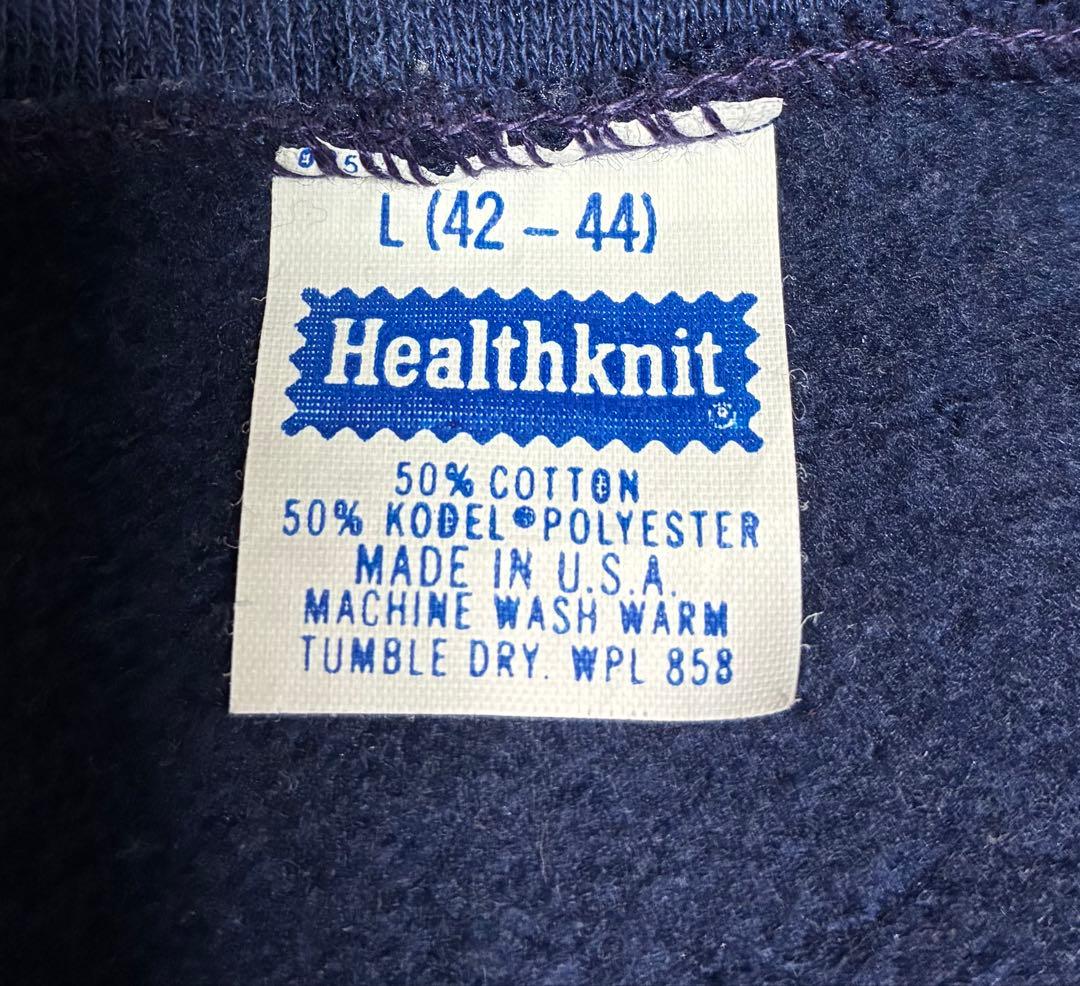 L (42 – 44)
Healthknit
®
50% COTTON
50% KODEL® POLYESTER
MADE IN U.S.A.
MACHINE WASH WARM
TUMBLE DRY. WPL 858